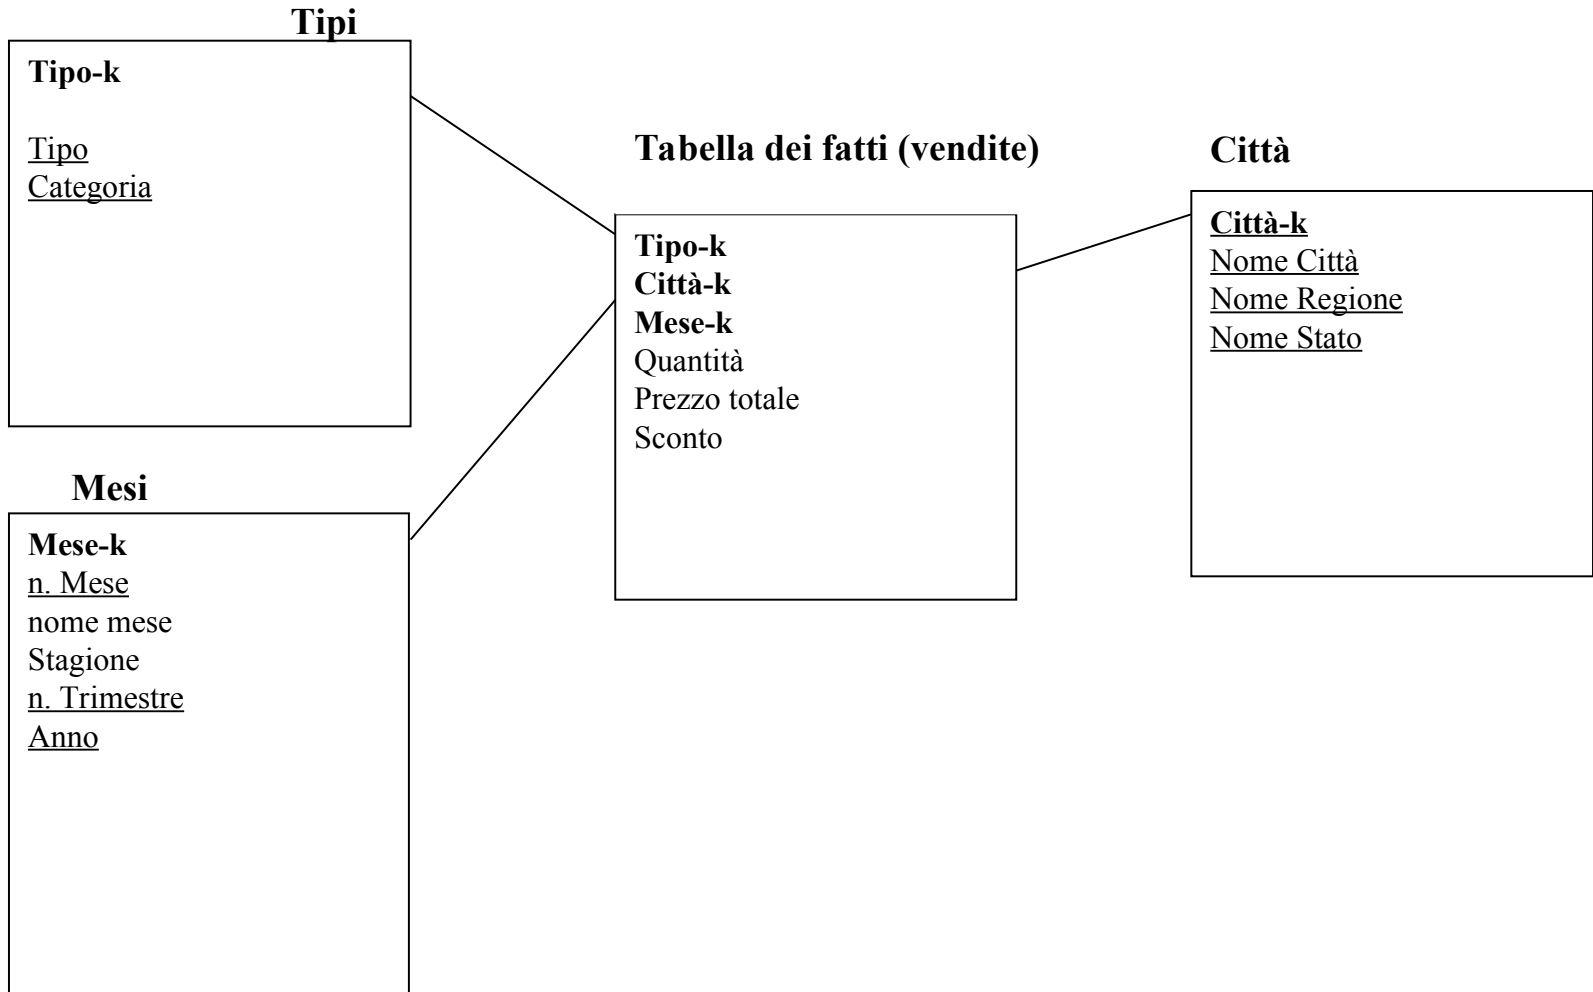 Tipi
Tipo-k
Tipo
Categoria
Tabella dei fatti (vendite)
Tipo-k
Città-k
Mese-k
Quantità
Prezzo totale
Sconto
Città
Città-k
Nome Città
Nome Regione
Nome Stato
Mesi
Mese-k
n. Mese
nome mese
Stagione
n. Trimestre
Anno